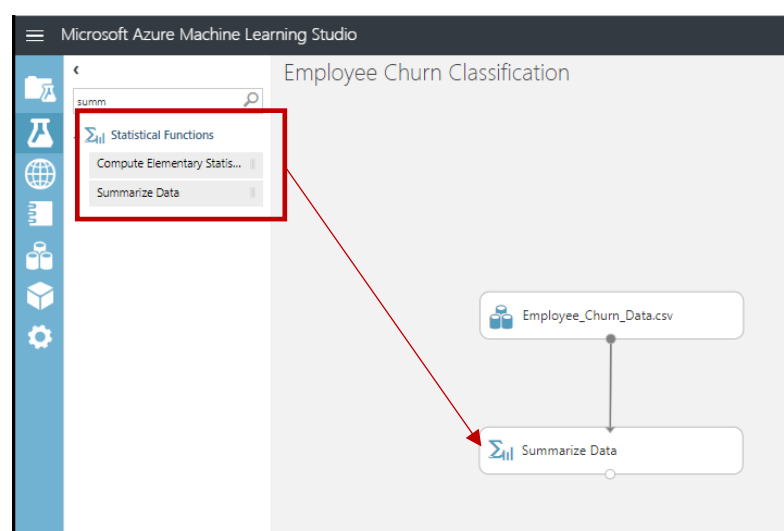 Microsoft Azure Machine Learning Studio
Employee Churn Classification
summ
Statistical Functions
Compute Elementary Statis...
Summarize Data
Employee_Churn_Data.csv
Summarize Data